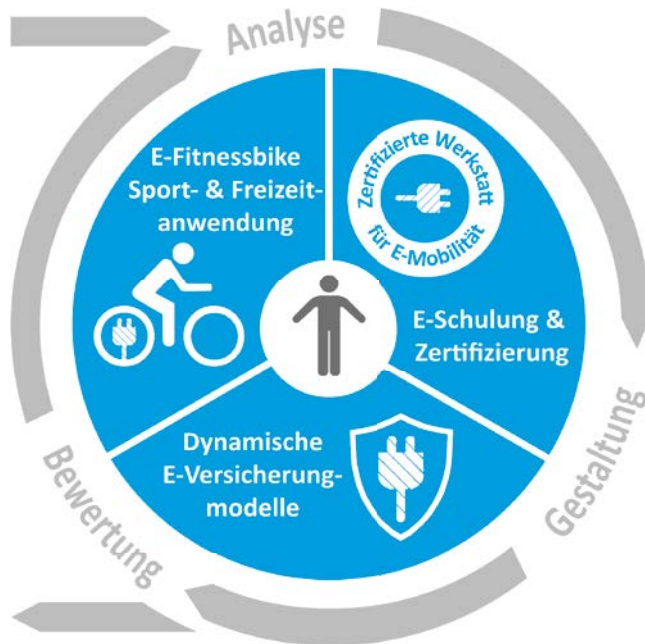 Analyse
E-Fitnessbike
Sport- & Freizeit-
anwendung
Zertifizierte Werkstatt
für E-Mobilität
E-Schulung &
Zertifizierung
Dynamische
E-Versicherung-
modelle
Gestaltung
Bewertung